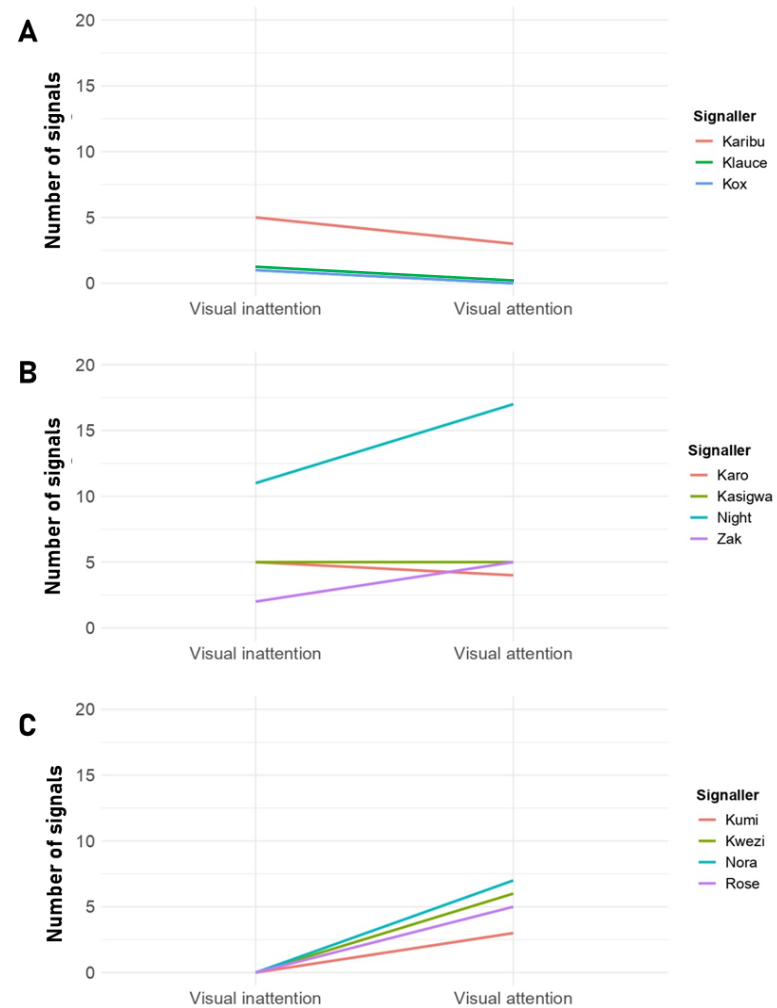 A
Number of signals
20
15
10
5
0
Visual inattention
Visual attention
Signaller
Karibu
Klauce
Kox
B
Number of signals
20
15
10
5
0
Visual inattention
Visual attention
Signaller
Karo
Kasigwa
Night
Zak
C
Number of signals
20
15
10
5
0
Visual inattention
Visual attention
Signaller
Kumi
Kwezi
Nora
Rose